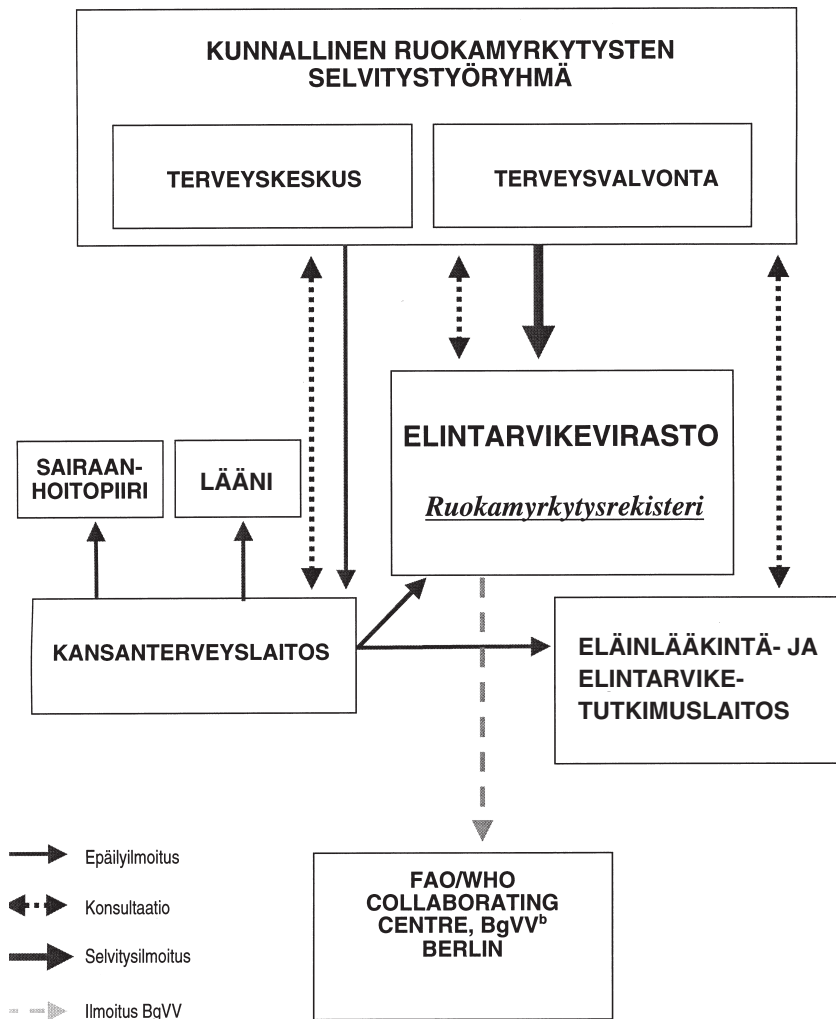 KUNNALLINEN RUOKAMYRKYTYSTEN
SELVITYSTYÖRYHMÄ
TERVEYSKESKUS
TERVEYSVALVONTA
ELINTARVIKEVIRASTO
Ruokamyrkytysrekisteri
SAIRAAN-
HOITOPIIRI
LÄÄNI
KANSANTERVEYSLAITOS
ELÄINLÄÄKINTÄ- JA
ELINTARVIKE-
TUTKIMUSLAITOS
FAO/WHO
COLLABORATING
CENTRE, BgVVᵇ
BERLIN
Epäilyilmoitus
Konsultaatio
Selvitysilmoitus
Ilmoitus BgVV